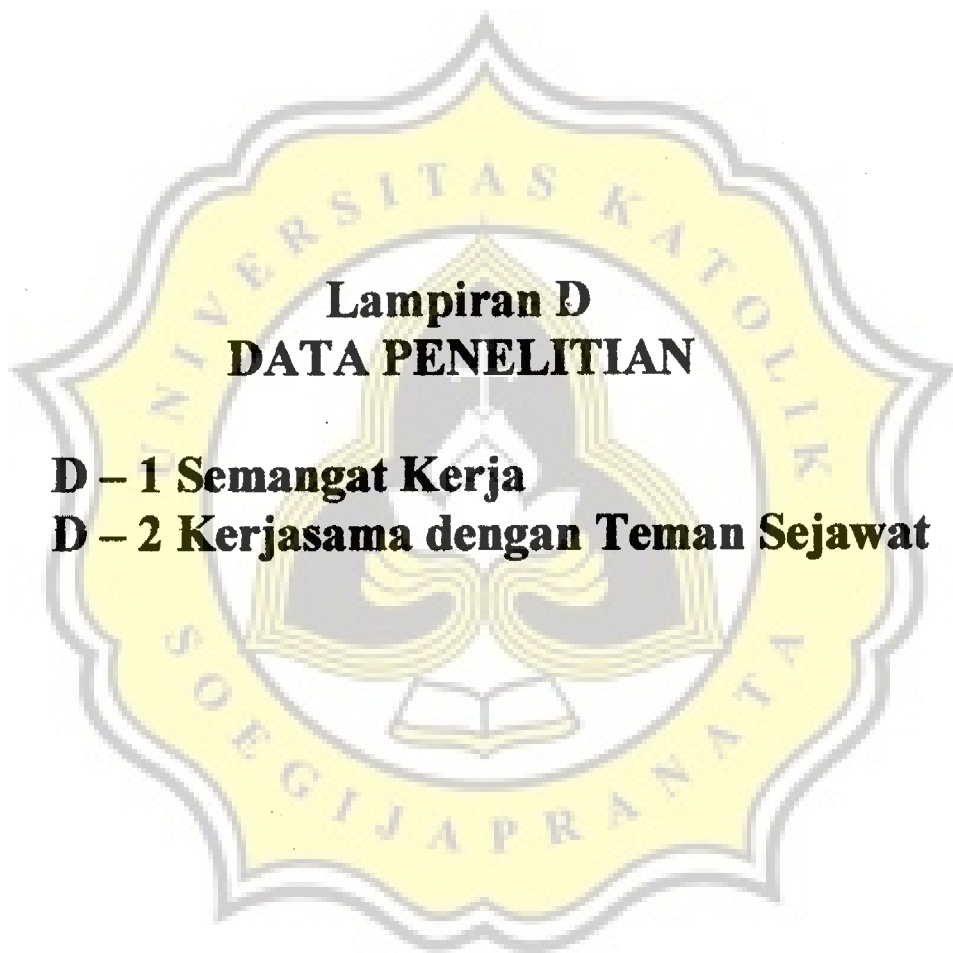 Lampiran D
DATA PENELITIAN
D – 1 Semangat Kerja
D – 2 Kerjasama dengan Teman Sejawat
UNIVERSITAS KATOLIK
SOEGIJAPRANATA